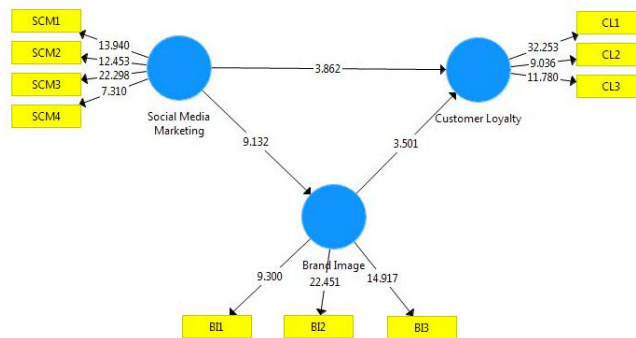 SCM1
SCM2
SCM3
SCM4
13.940
12.453
22.298
7.310
Social Media
Marketing
3.862
CL1
CL2
CL3
32.253
9.036
11.780
Customer Loyalty
9.132
3.501
Brand Image
9.300
22.451
14.917
BI1
BI2
BI3